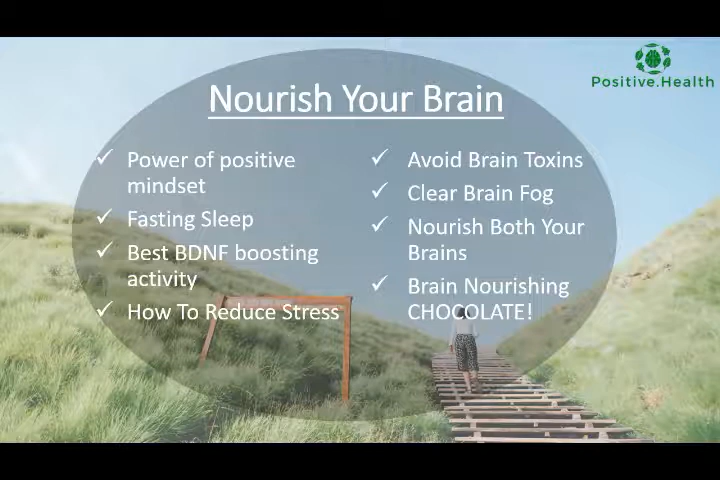 Positive.Health
Nourish Your Brain
Power of positive
mindset
Fasting Sleep
Best BDNF boosting
activity
How To Reduce Stress
Avoid Brain Toxins
Clear Brain Fog
Nourish Both Your
Brains
Brain Nourishing
CHOCOLATE!